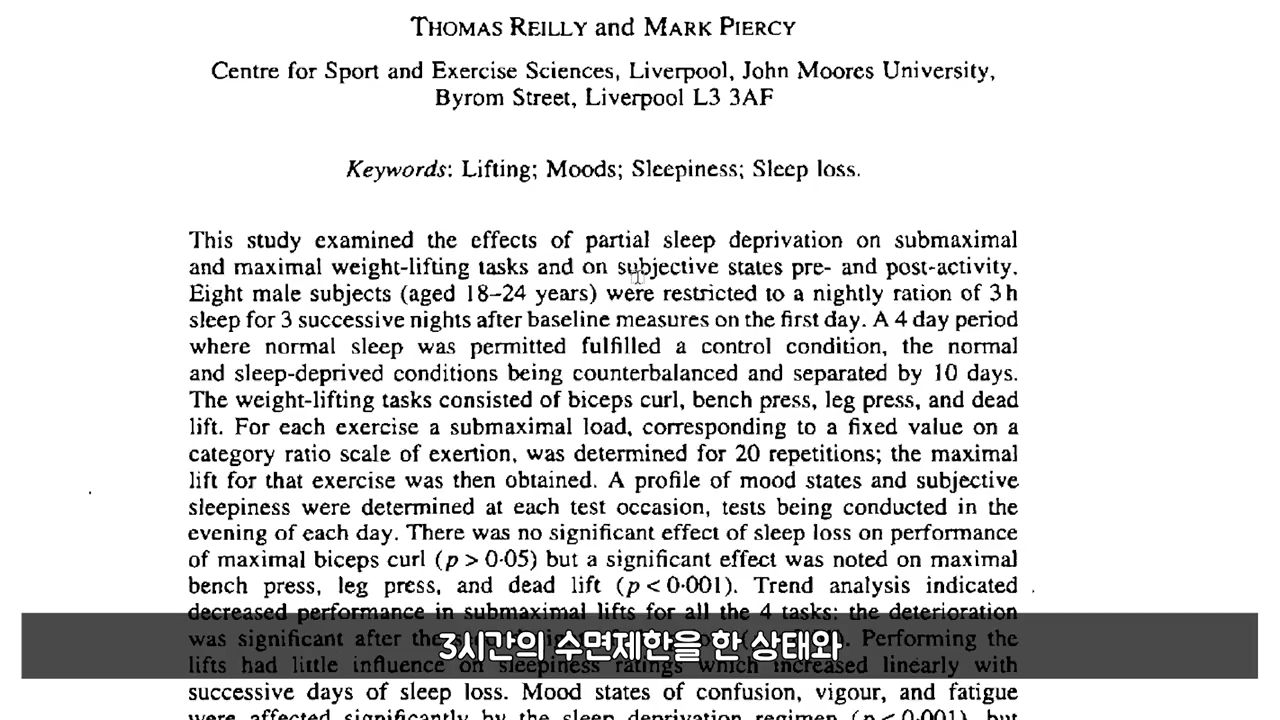 THOMAS REILLY and MARK PIERCY
Centre for Sport and Exercise Sciences, Liverpool, John Moores University,
Byrom Street, Liverpool L3 3AF
Keywords: Lifting; Moods; Sleepiness; Sleep loss.
This study examined the effects of partial sleep deprivation on submaximal
and maximal weight-lifting tasks and on subjective states pre- and post-activity.
Eight male subjects (aged 18–24 years) were restricted to a nightly ration of 3 h
sleep for 3 successive nights after baseline measures on the first day. A 4 day period
where normal sleep was permitted fulfilled a control condition, the normal
and sleep-deprived conditions being counterbalanced and separated by 10 days.
The weight-lifting tasks consisted of biceps curl, bench press, leg press, and dead
lift. For each exercise a submaximal load, corresponding to a fixed value on a
category ratio scale of exertion, was determined for 20 repetitions; the maximal
lift for that exercise was then obtained. A profile of mood states and subjective
sleepiness were determined at each test occasion, tests being conducted in the
evening of each day. There was no significant effect of sleep loss on performance
of maximal biceps curl (p > 0·05) but a significant effect was noted on maximal
bench press, leg press, and dead lift (p < 0·001). Trend analysis indicated
decreased performance in submaximal lifts for all the 4 tasks: the deterioration
was significant after the Performing the
3시간의 수면제한을 한 상태와
lifts had little influence on sleepiness ratings which increased linearly with
successive days of sleep loss. Mood states of confusion, vigour, and fatigue
were affected significantly by the sleep deprivation regimen (p < 0·001), but